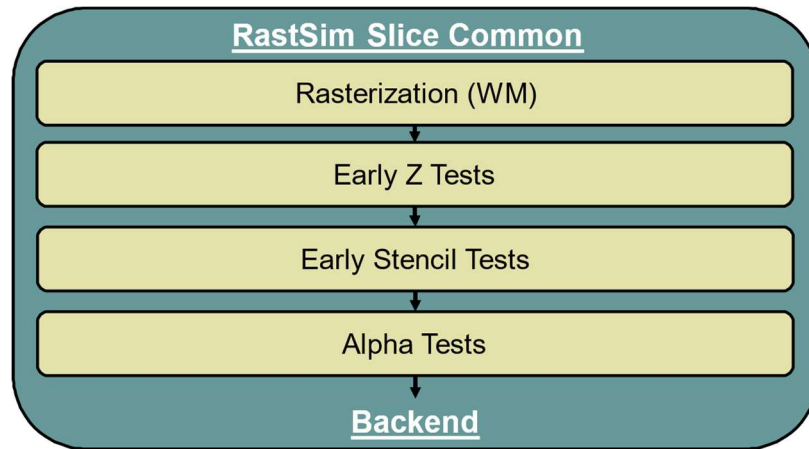 RastSim Slice Common
Rasterization (WM)
Early Z Tests
Early Stencil Tests
Alpha Tests
Backend